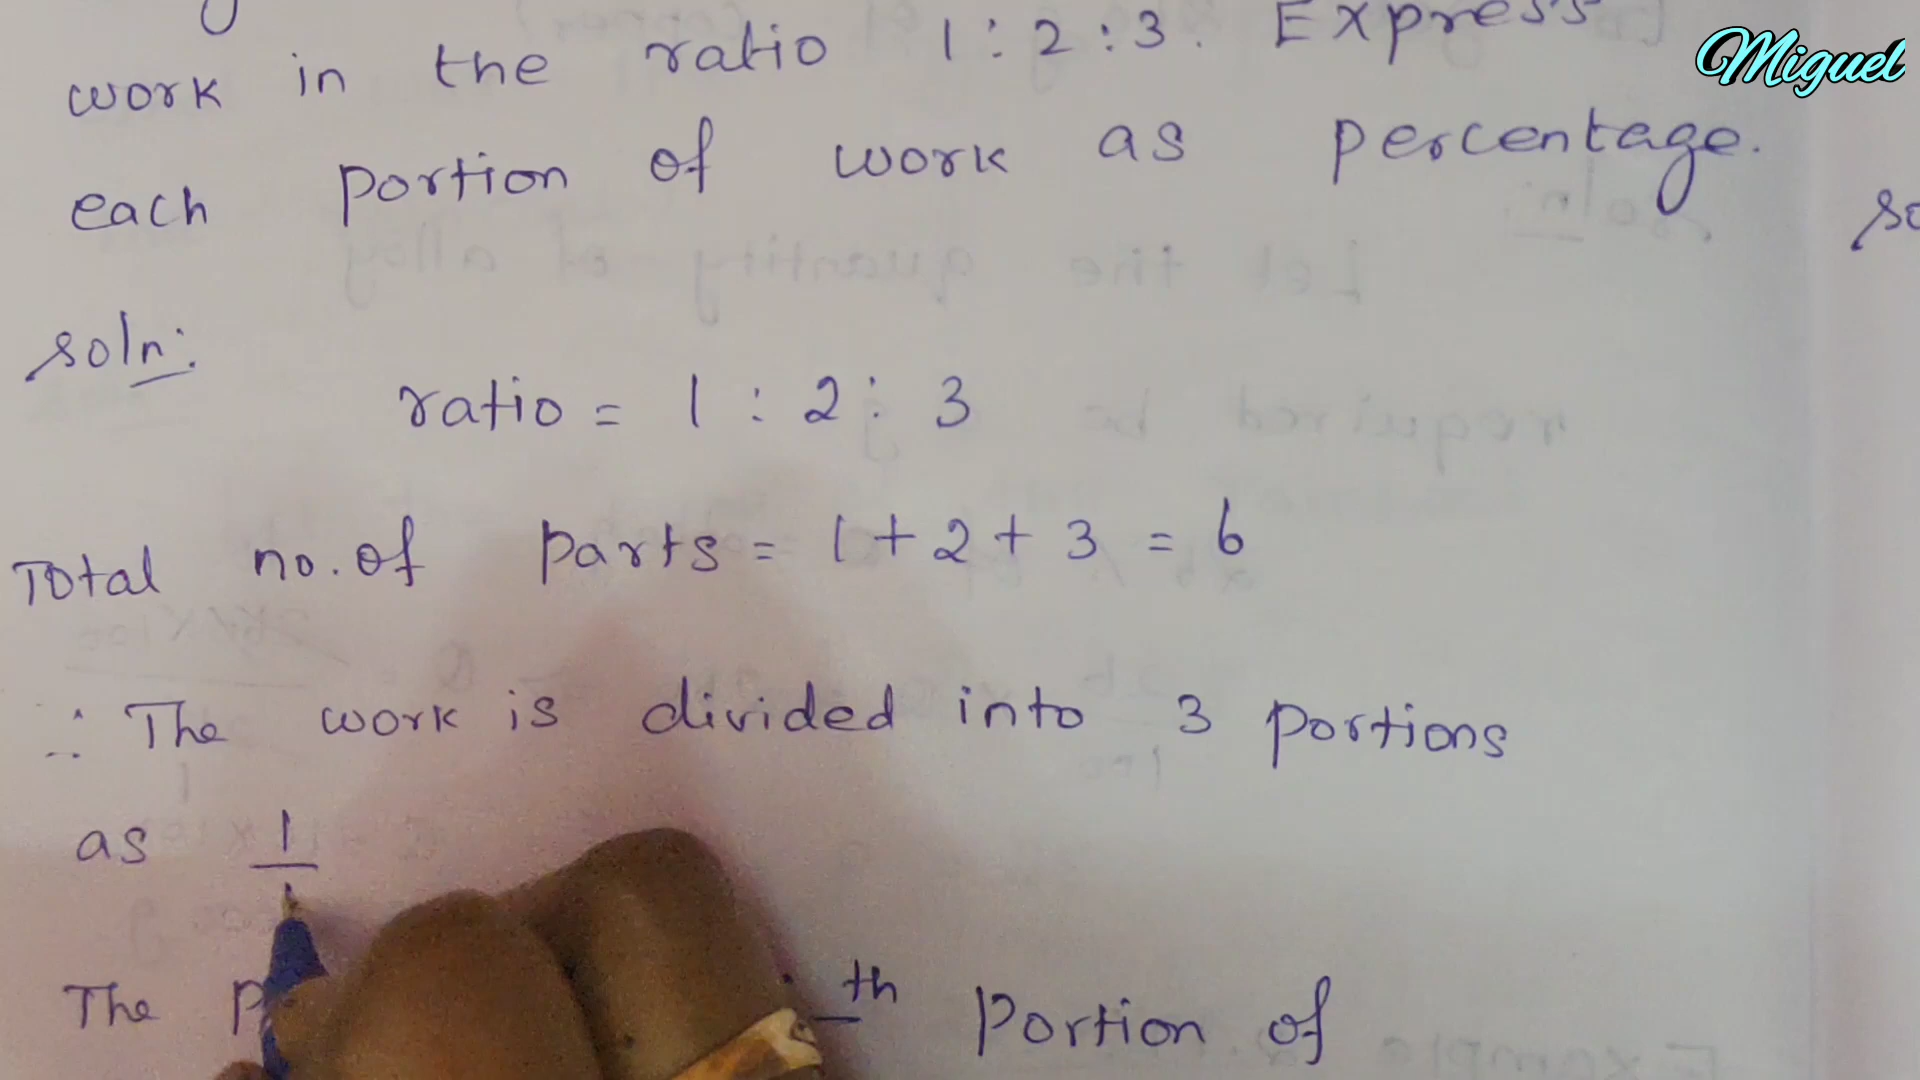 work in the ratio 1:2:3. Express
Miguel
each portion of work as percentage.
soln:
ratio = 1 : 2 : 3
Total no. of parts = 1 + 2 + 3 = 6
∴ The work is divided into 3 portions
as 1
The th portion of